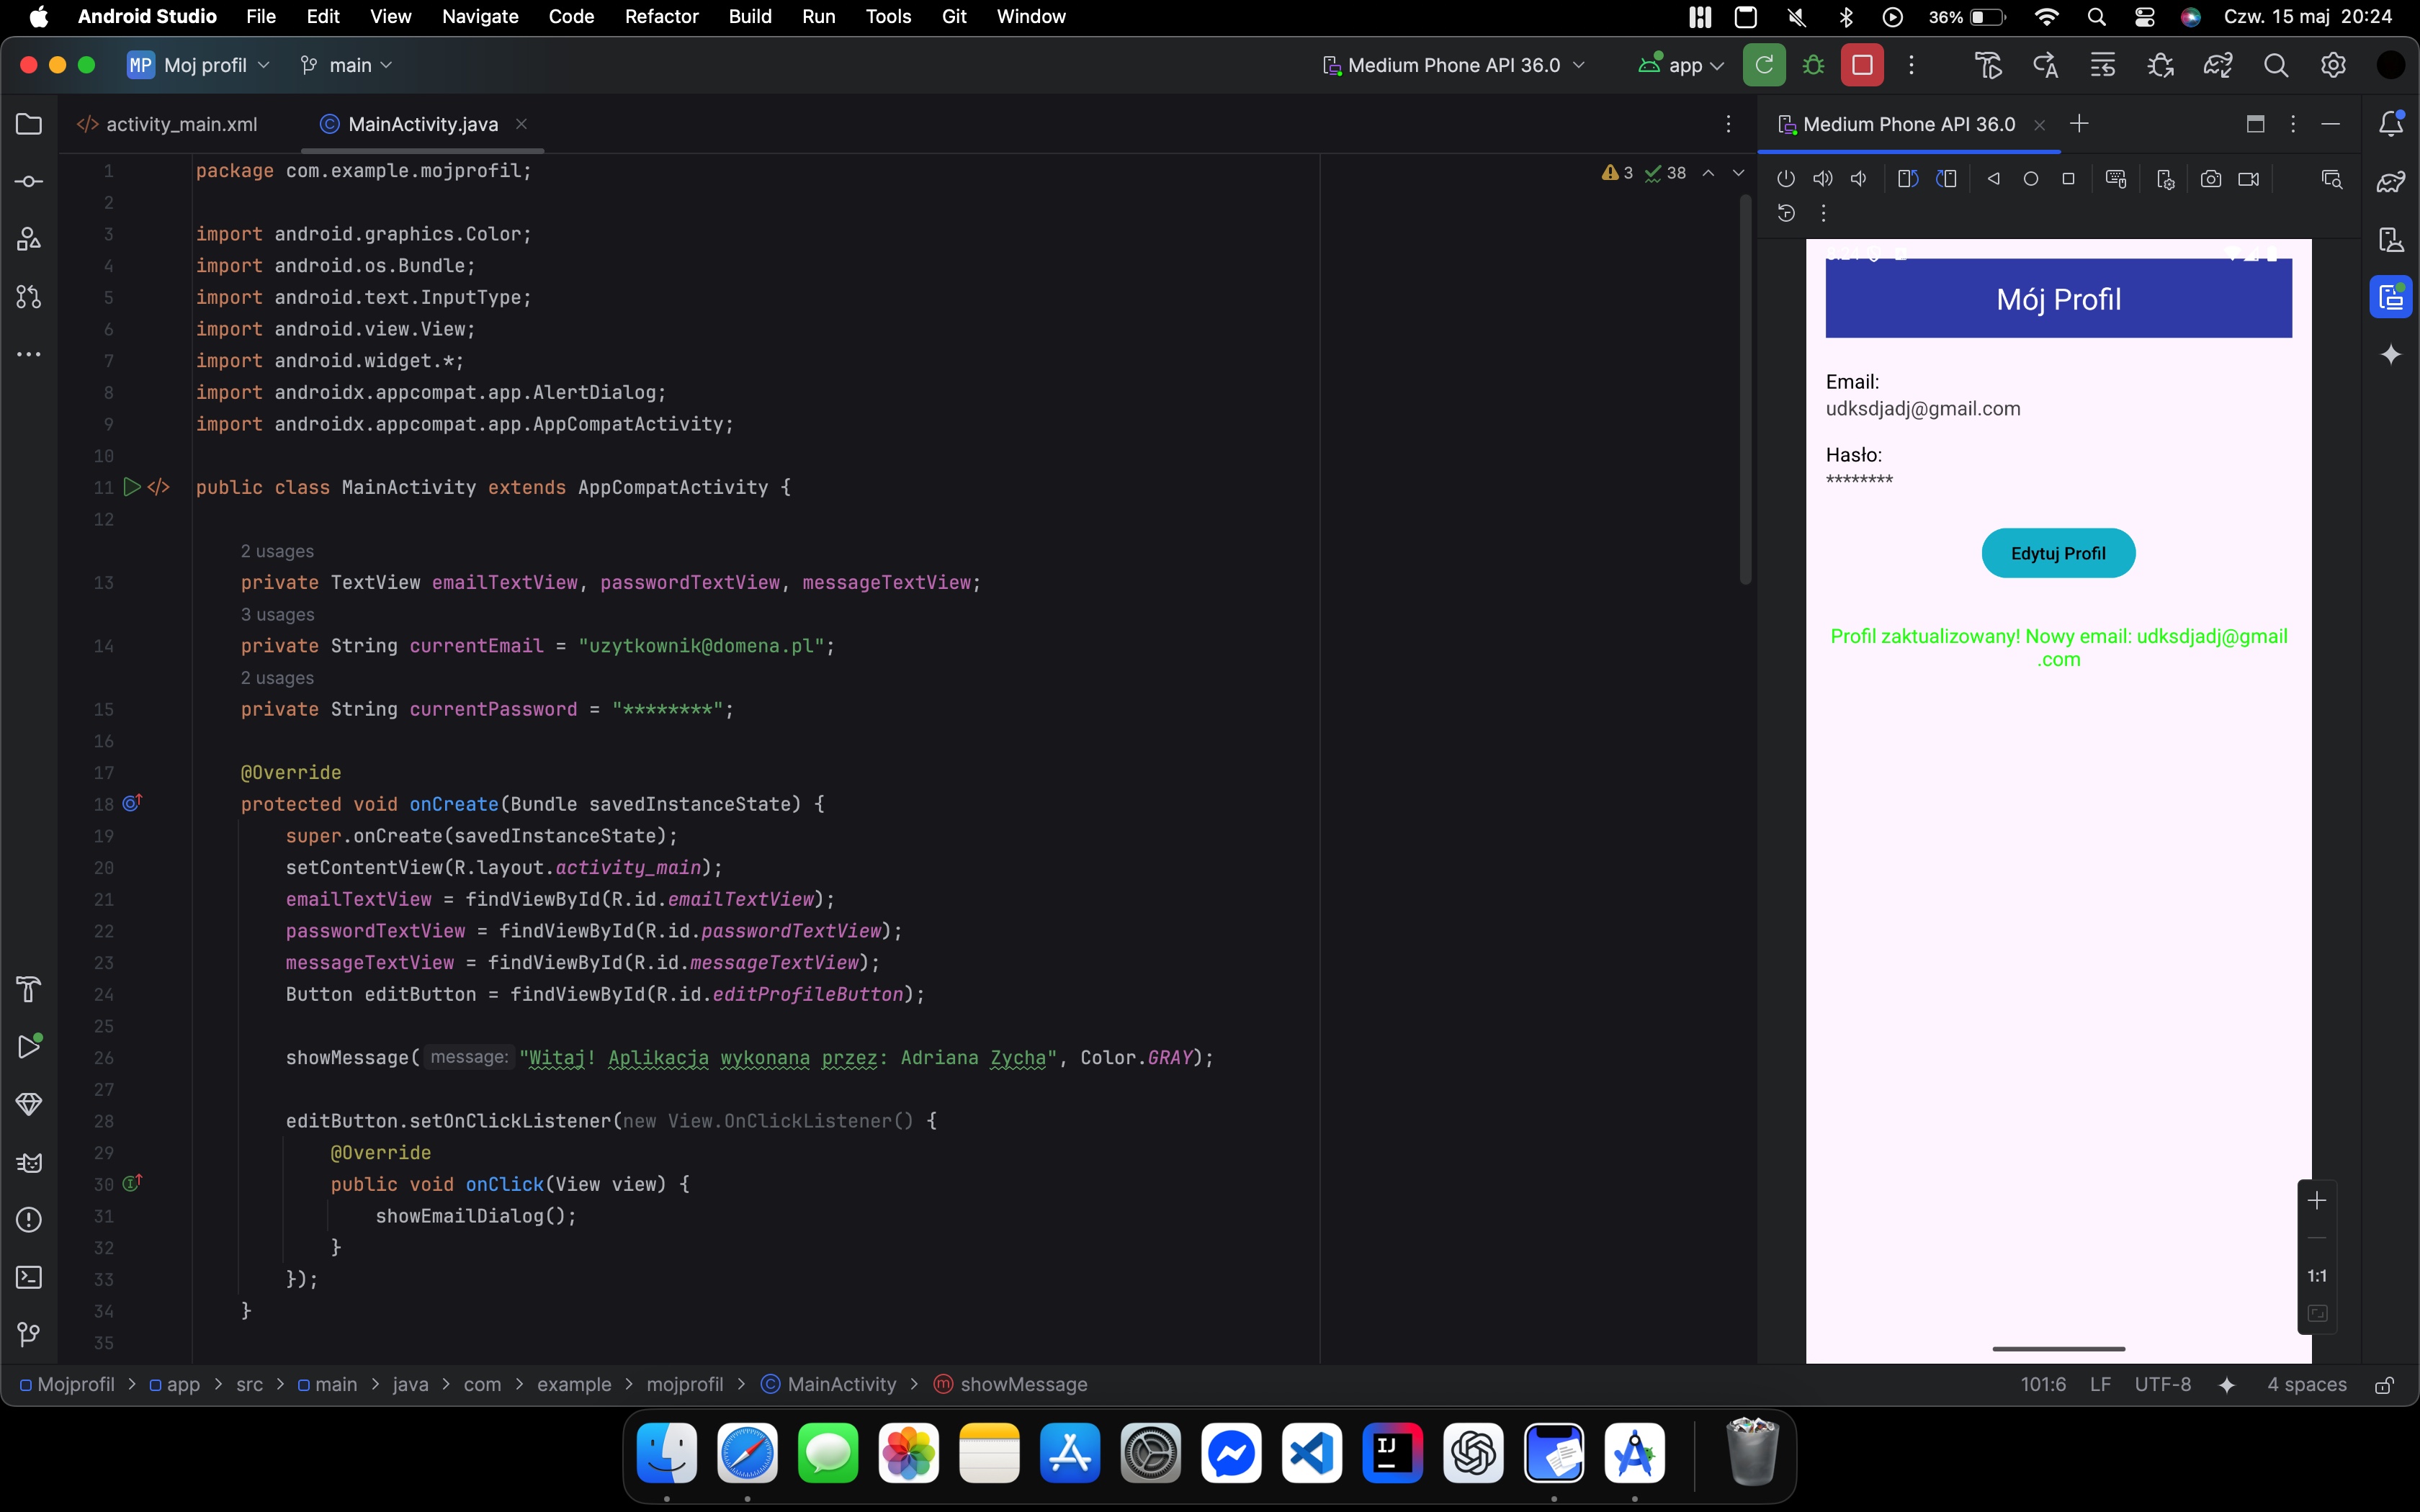 Android Studio File Edit View Navigate Code Refactor Build Run Tools Git Window 36% Czw. 15 maj 20:24
MP Moj profil main Medium Phone API 36.0 app
activity_main.xml MainActivity.java Medium Phone API 36.0
3 38
1 package com.example.mojprofil;
2
3 import android.graphics.Color;
4 import android.os.Bundle;
5 import android.text.InputType;
6 import android.view.View;
7 import android.widget.*;
8 import androidx.appcompat.app.AlertDialog;
9 import androidx.appcompat.app.AppCompatActivity;
10
11 public class MainActivity extends AppCompatActivity {
12
2 usages
13 private TextView emailTextView, passwordTextView, messageTextView;
3 usages
14 private String currentEmail = "uzytkownik@domena.pl";
2 usages
15 private String currentPassword = "********";
16
17 @Override
18 protected void onCreate(Bundle savedInstanceState) {
19 super.onCreate(savedInstanceState);
20 setContentView(R.layout.activity_main);
21 emailTextView = findViewById(R.id.emailTextView);
22 passwordTextView = findViewById(R.id.passwordTextView);
23 messageTextView = findViewById(R.id.messageTextView);
24 Button editButton = findViewById(R.id.editProfileButton);
25
26 showMessage( message: "Witaj! Aplikacja wykonana przez: Adriana Zycha", Color.GRAY);
27
28 editButton.setOnClickListener(new View.OnClickListener() {
29 @Override
30 public void onClick(View view) {
31 showEmailDialog();
32 }
33 });
34 }
35
Mój Profil
Email:
udksdjadj@gmail.com
Hasło:
********
Edytuj Profil
Profil zaktualizowany! Nowy email: udksdjadj@gmail
.com
1:1
Mojprofil > app > src > main > java > com > example > mojprofil > MainActivity > showMessage 101:6 LF UTF-8 4 spaces
IJ